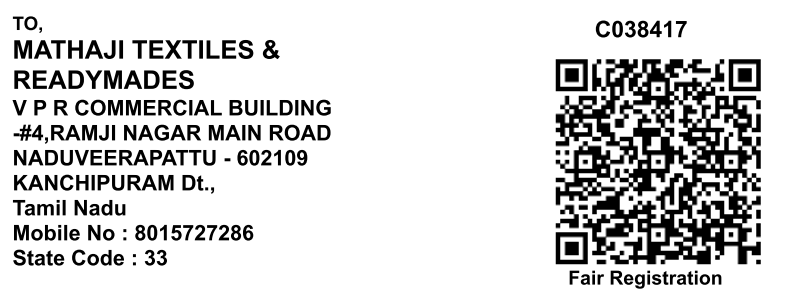 TO,
MATHAJI TEXTILES &
READYMADES
V P R COMMERCIAL BUILDING
-#4,RAMJI NAGAR MAIN ROAD
NADUVEERAPATTU - 602109
KANCHIPURAM Dt.,
Tamil Nadu
Mobile No : 8015727286
State Code : 33
C038417
Fair Registration